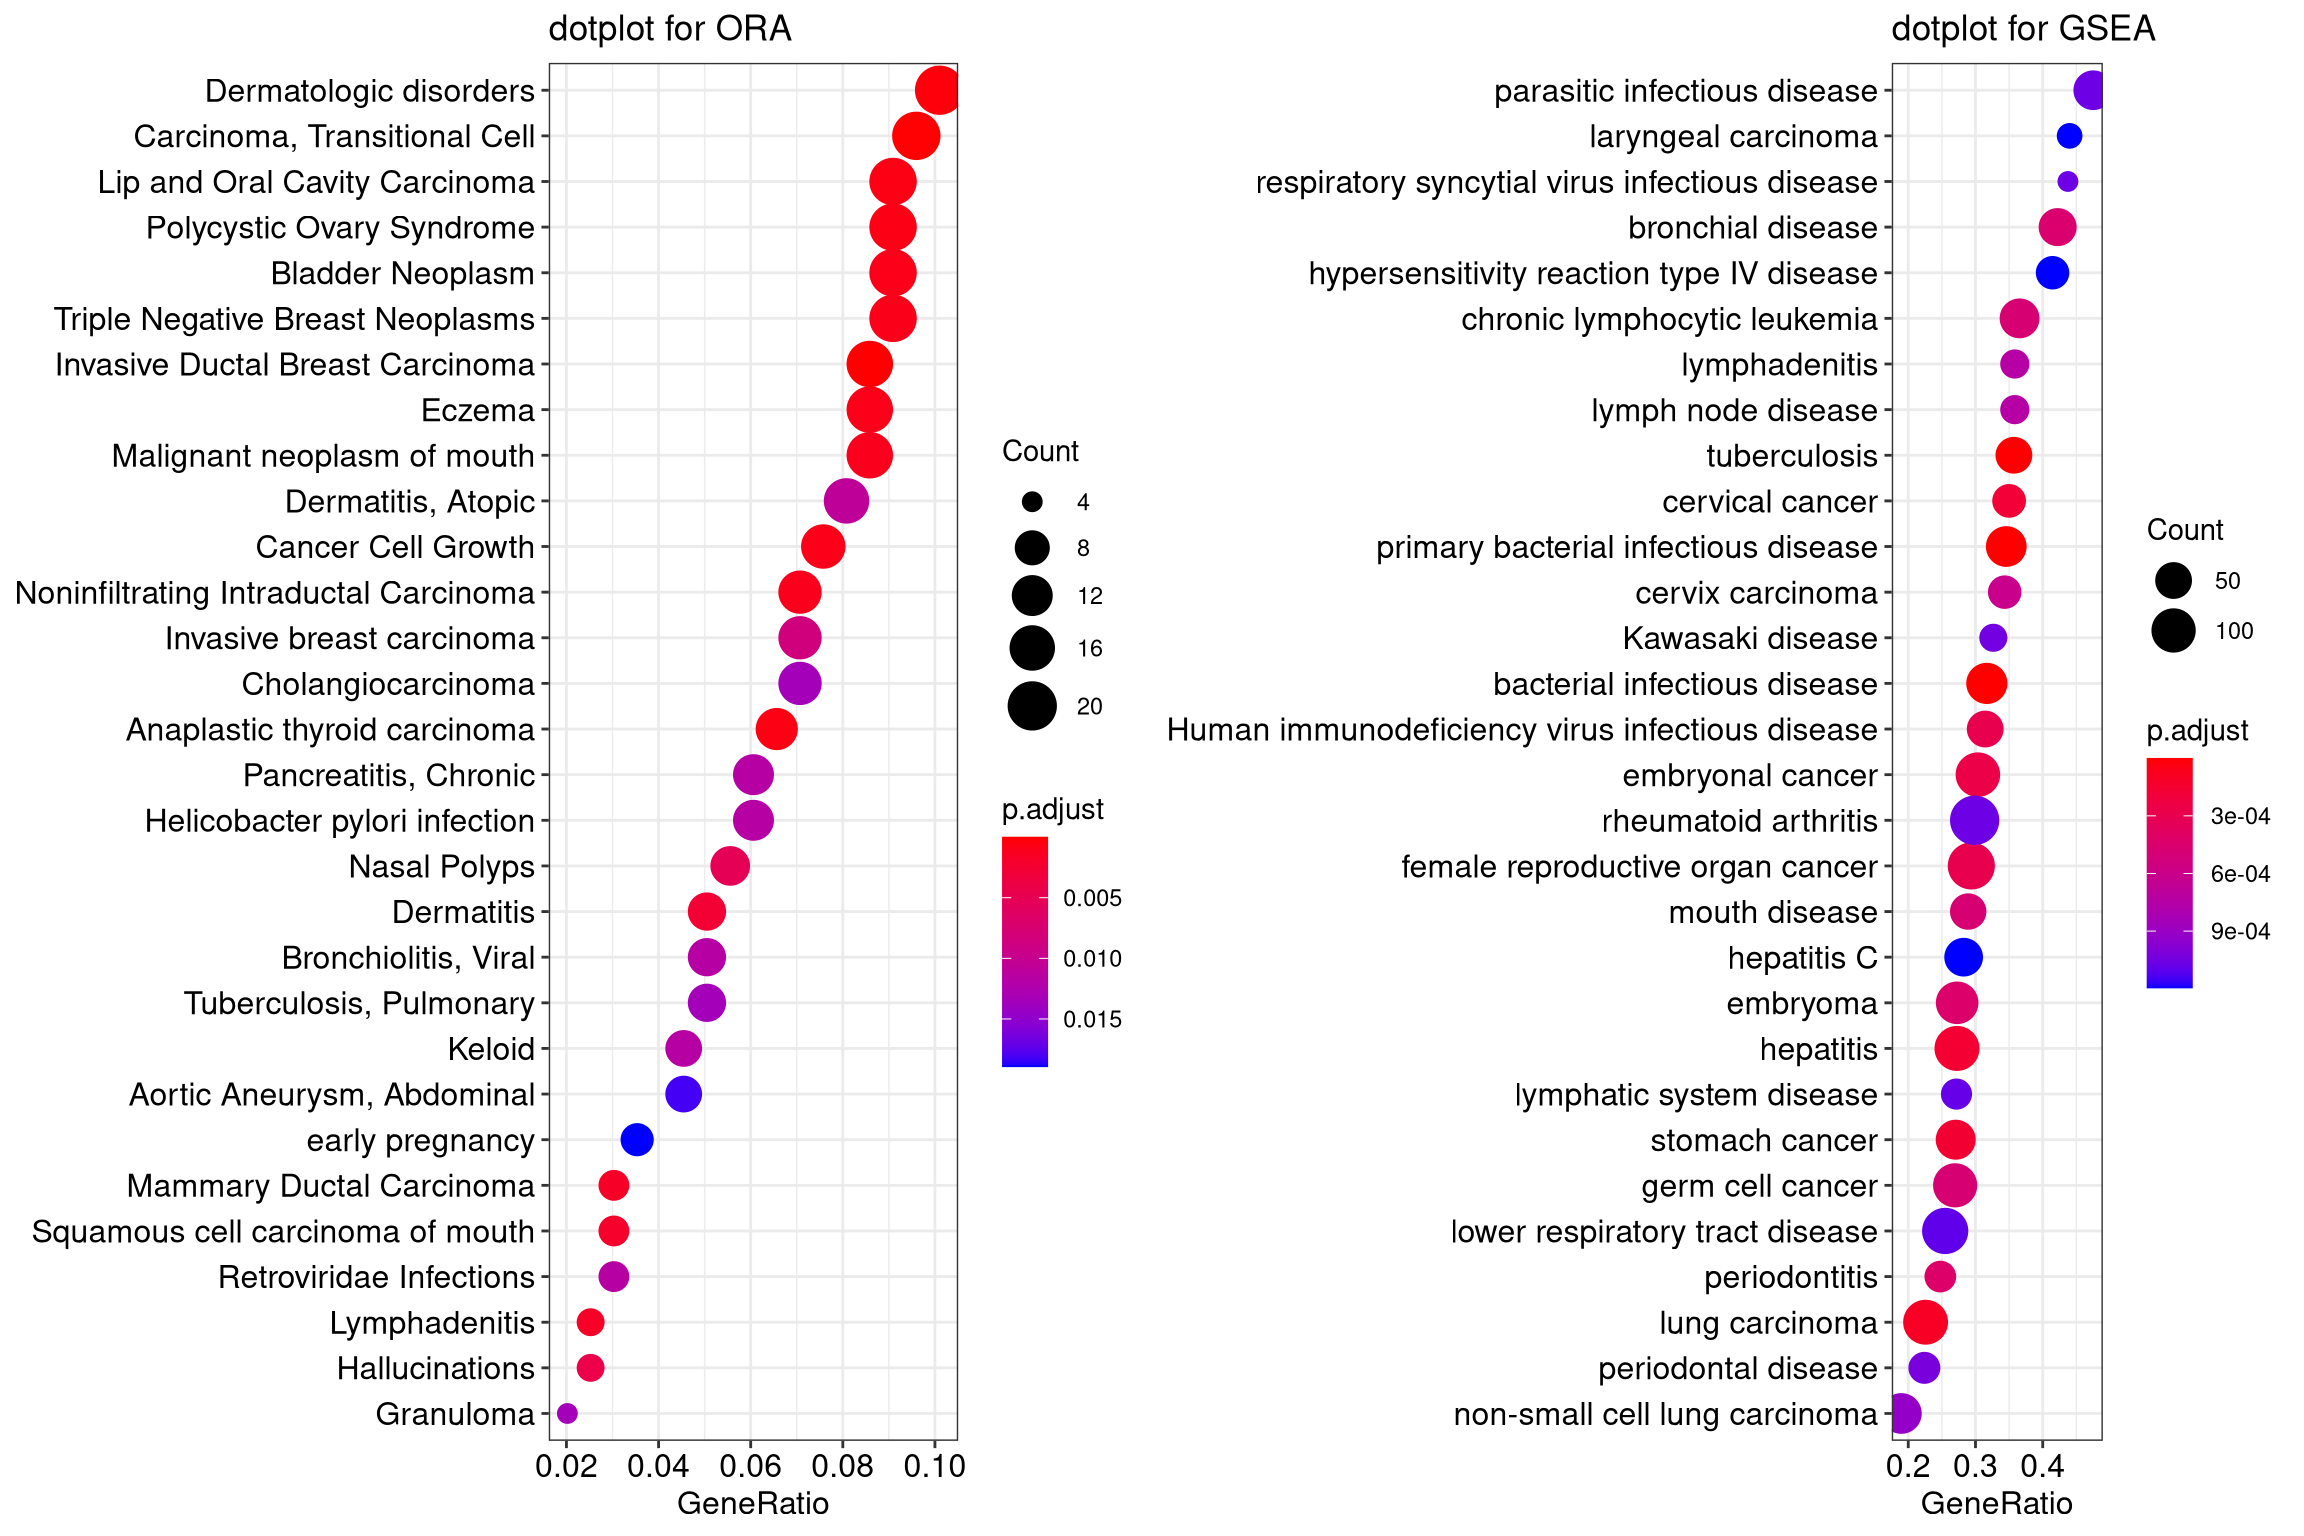 dotplot for ORA
Dermatologic disorders
Carcinoma, Transitional Cell
Lip and Oral Cavity Carcinoma
Polycystic Ovary Syndrome
Bladder Neoplasm
Triple Negative Breast Neoplasms
Invasive Ductal Breast Carcinoma
Eczema
Malignant neoplasm of mouth
Dermatitis, Atopic
Cancer Cell Growth
Noninfiltrating Intraductal Carcinoma
Invasive breast carcinoma
Cholangiocarcinoma
Anaplastic thyroid carcinoma
Pancreatitis, Chronic
Helicobacter pylori infection
Nasal Polyps
Dermatitis
Bronchiolitis, Viral
Tuberculosis, Pulmonary
Keloid
Aortic Aneurysm, Abdominal
early pregnancy
Mammary Ductal Carcinoma
Squamous cell carcinoma of mouth
Retroviridae Infections
Lymphadenitis
Hallucinations
Granuloma
0.02 0.04 0.06 0.08 0.10
GeneRatio
Count
4
8
12
16
20
p.adjust
0.005
0.010
0.015
dotplot for GSEA
parasitic infectious disease
laryngeal carcinoma
respiratory syncytial virus infectious disease
bronchial disease
hypersensitivity reaction type IV disease
chronic lymphocytic leukemia
lymphadenitis
lymph node disease
tuberculosis
cervical cancer
primary bacterial infectious disease
cervix carcinoma
Kawasaki disease
bacterial infectious disease
Human immunodeficiency virus infectious disease
embryonal cancer
rheumatoid arthritis
female reproductive organ cancer
mouth disease
hepatitis C
embryoma
hepatitis
lymphatic system disease
stomach cancer
germ cell cancer
lower respiratory tract disease
periodontitis
lung carcinoma
periodontal disease
non-small cell lung carcinoma
0.2 0.3 0.4
GeneRatio
Count
50
100
p.adjust
3e-04
6e-04
9e-04